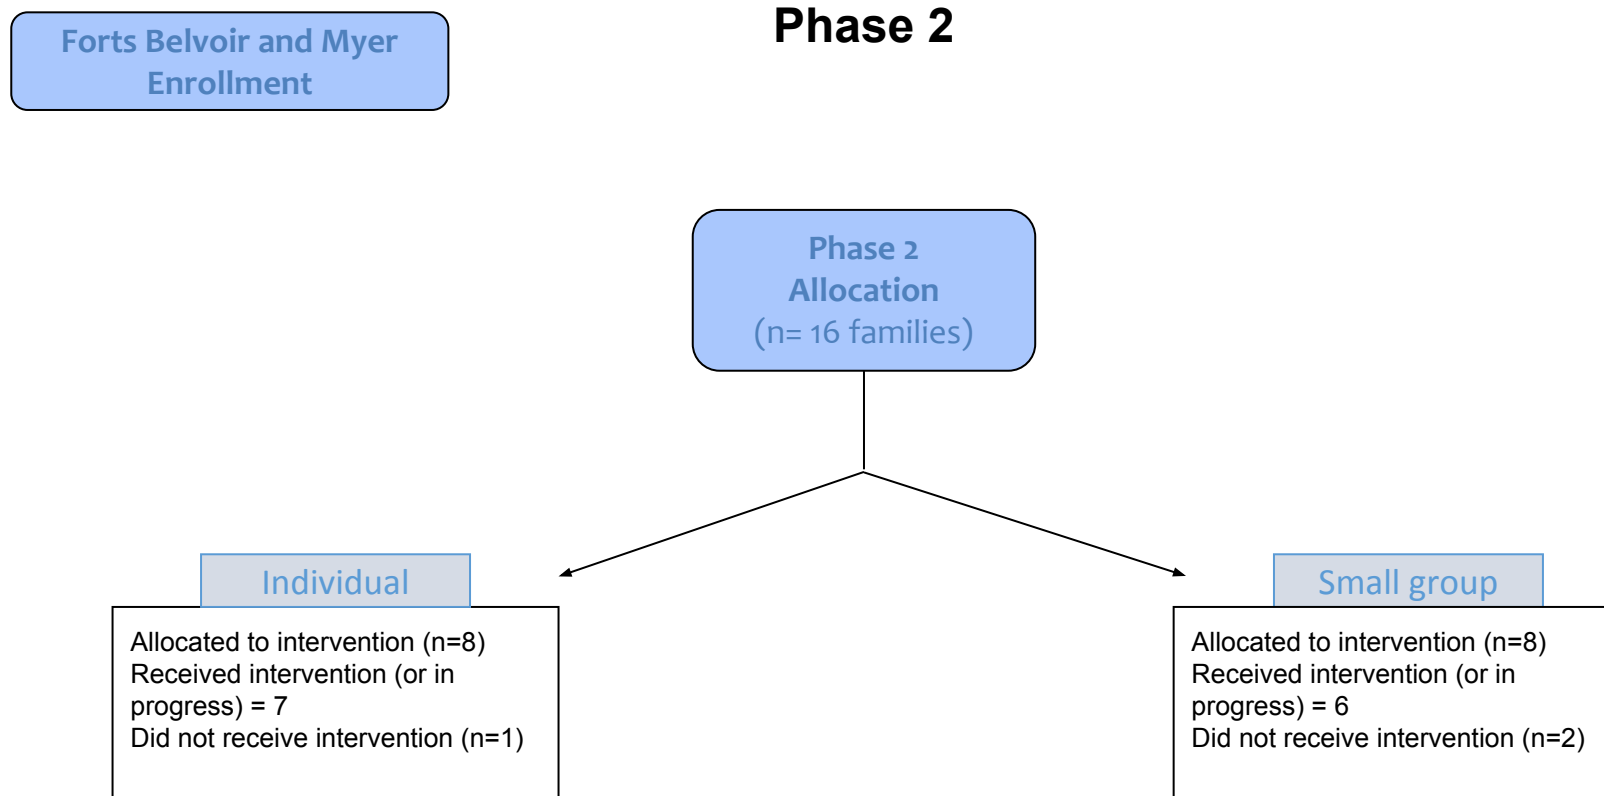 Phase 2
Forts Belvoir and Myer
Enrollment
Phase 2
Allocation
(n= 16 families)
Individual
Allocated to intervention (n=8)
Received intervention (or in
progress) = 7
Did not receive intervention (n=1)
Small group
Allocated to intervention (n=8)
Received intervention (or in
progress) = 6
Did not receive intervention (n=2)